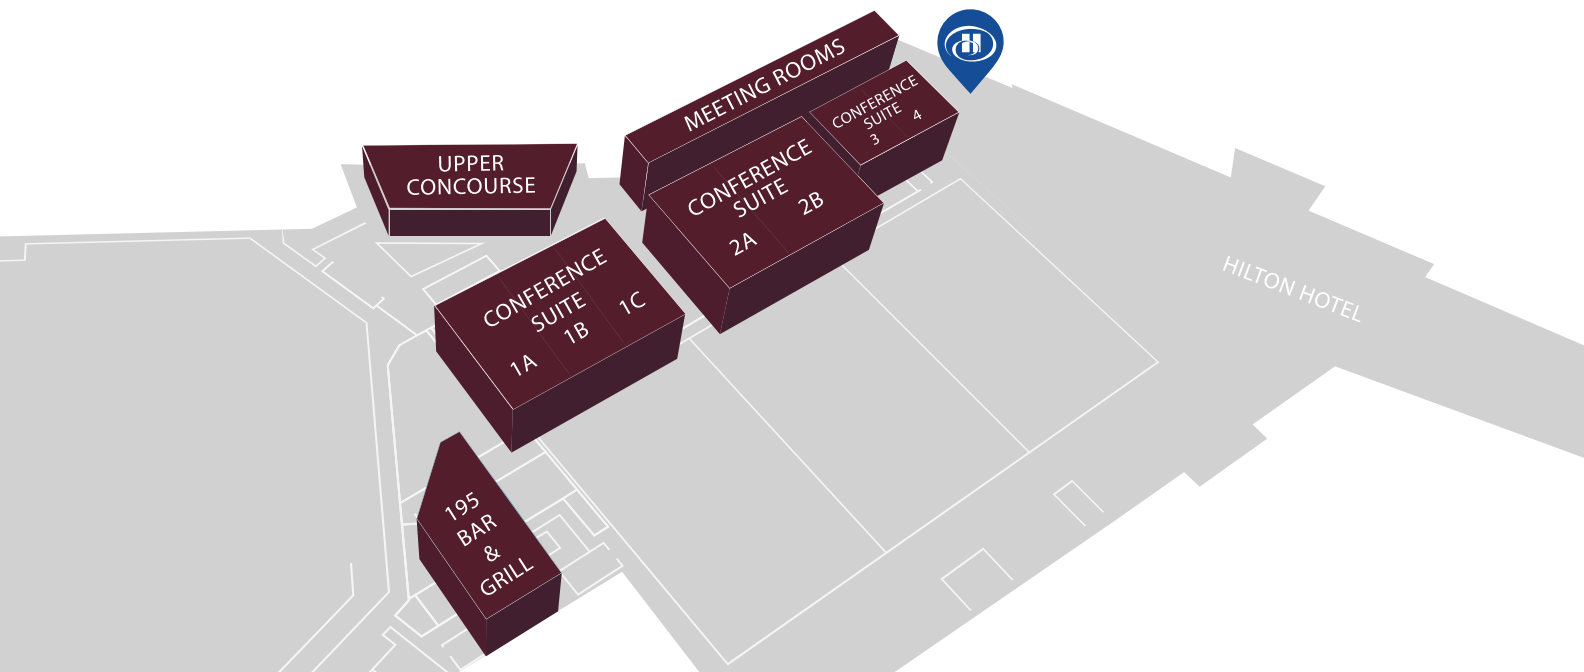 MEETING ROOMS
CONFERENCE
SUITE
3
4
UPPER
CONCOURSE
CONFERENCE
SUITE
2A
2B
CONFERENCE
SUITE
1A
1B
1C
HILTON HOTEL
195
BAR
&
GRILL